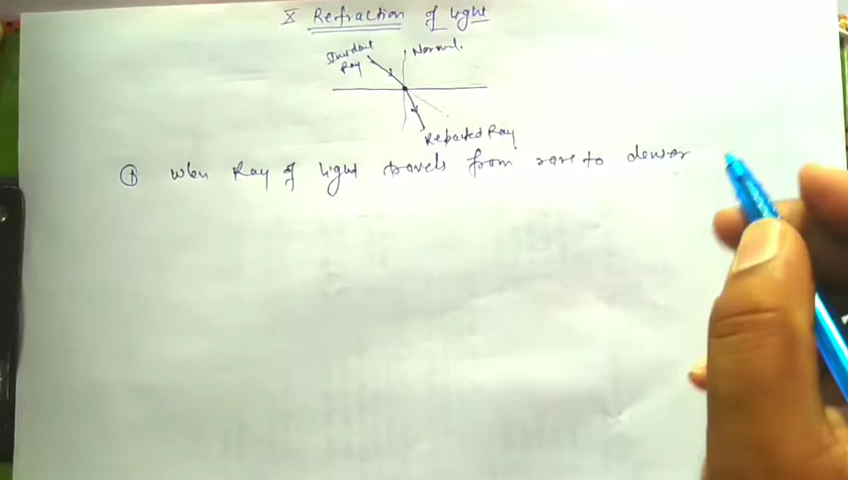 X Refraction of light
Incident
Normal.
Ray
Refracted Ray
① When Ray of light travels from rare to denser